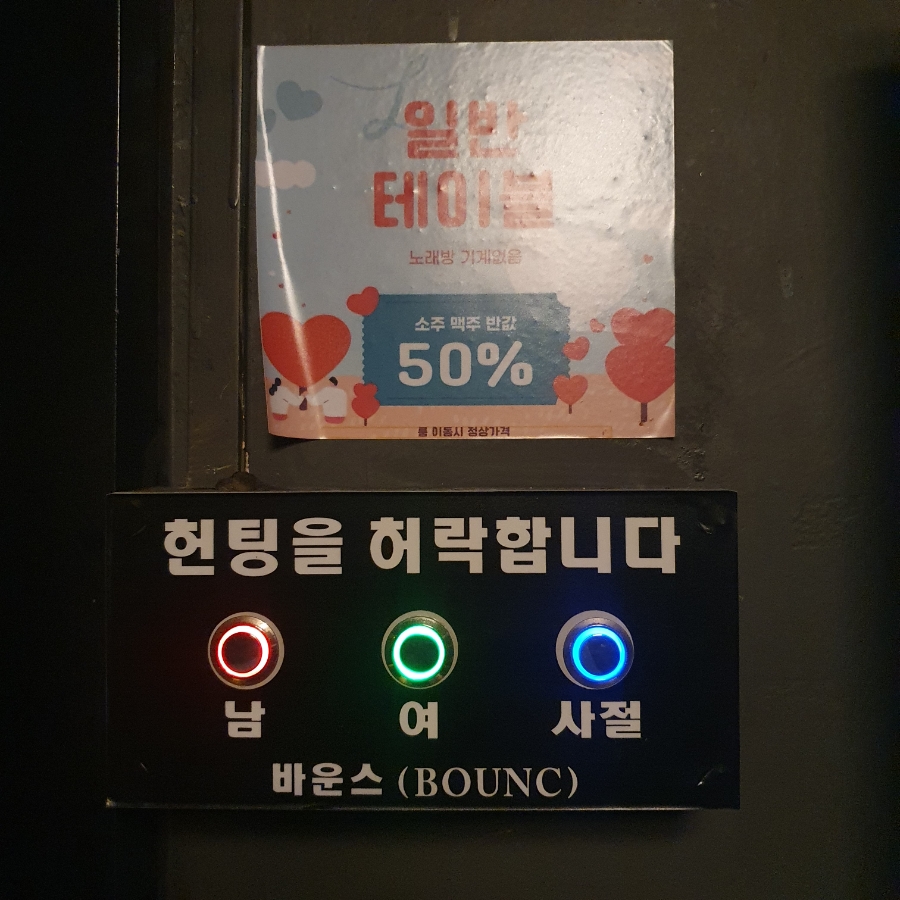 일반
테이블
노래방 기계없음
소주 맥주 반값
50%
룸 이동시 정상가격
헌팅을 허락합니다
남 여 사절
바운스 (BOUNC)